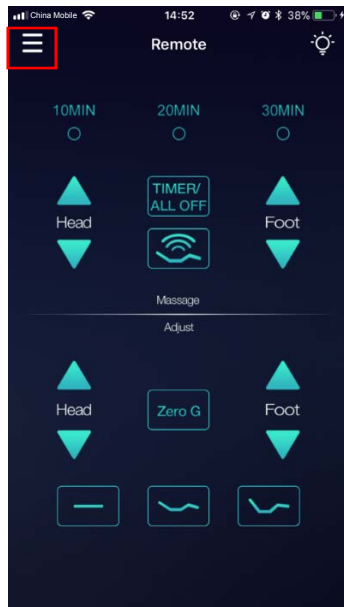 China Mobile 14:52 38%
Remote
10MIN 20MIN 30MIN
TIMER/
ALL OFF
Head Foot
Massage
Adjust
Head Zero G Foot